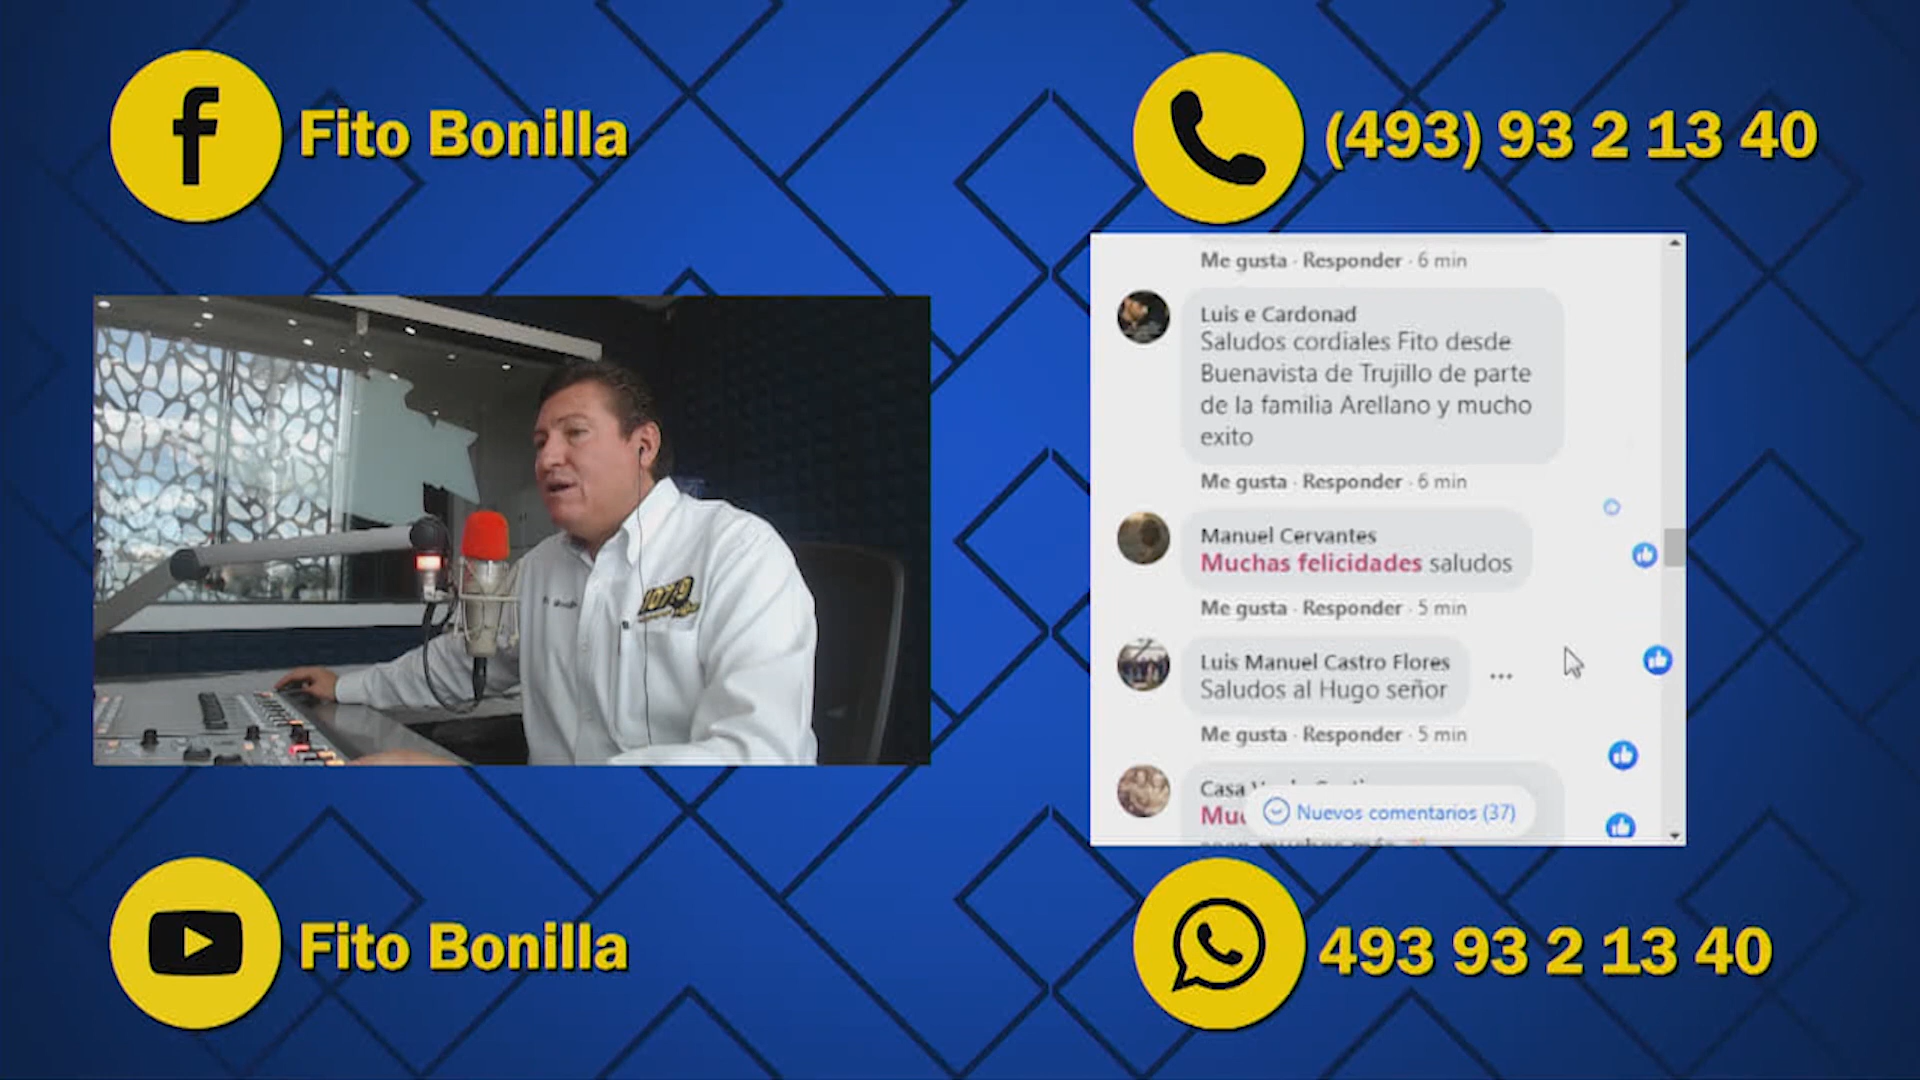 Fito Bonilla
(493) 93 2 13 40
Me gusta · Responder · 6 min
Luis e Cardonad
Saludos cordiales Fito desde
Buenavista de Trujillo de parte
de la familia Arellano y mucho
exito
Me gusta · Responder · 6 min
Manuel Cervantes
Muchas felicidades saludos
Me gusta · Responder · 5 min
Luis Manuel Castro Flores
Saludos al Hugo señor
Me gusta · Responder · 5 min
Casa
Nuevos comentarios (37)
107.9
Fito Bonilla
493 93 2 13 40